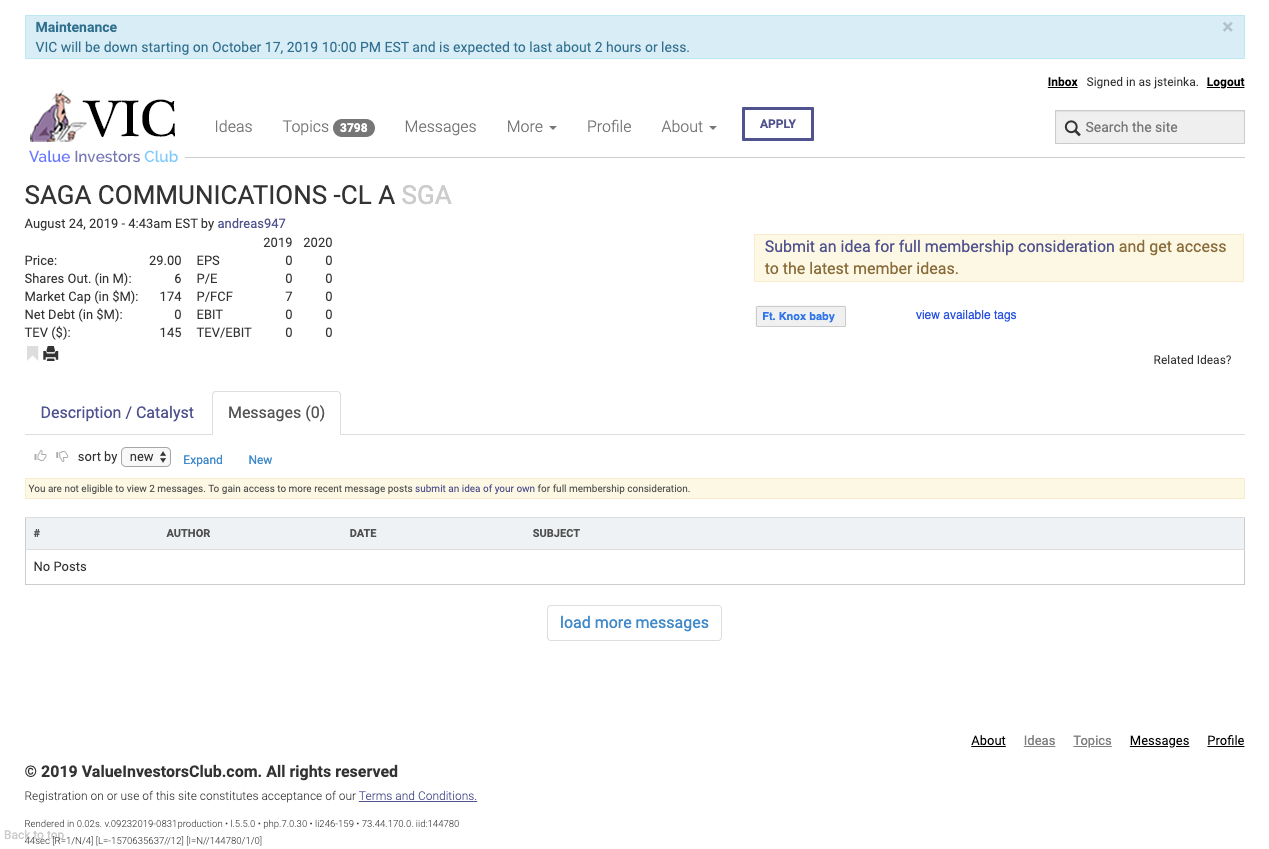 Maintenance ×
VIC will be down starting on October 17, 2019 10:00 PM EST and is expected to last about 2 hours or less.
Inbox Signed in as jsteinka. Logout
VIC
Value Investors Club
Ideas Topics 3798 Messages More Profile About APPLY Search the site
SAGA COMMUNICATIONS -CL A SGA
August 24, 2019 - 4:43am EST by andreas947
2019 2020
Price: 29.00 EPS 0 0
Shares Out. (in M): 6 P/E 0 0
Market Cap (in $M): 174 P/FCF 7 0
Net Debt (in $M): 0 EBIT 0 0
TEV ($): 145 TEV/EBIT 0 0
Submit an idea for full membership consideration and get access
to the latest member ideas.
Ft. Knox baby view available tags
Related Ideas?
Description / Catalyst Messages (0)
sort by new Expand New
You are not eligible to view 2 messages. To gain access to more recent message posts submit an idea of your own for full membership consideration.
# AUTHOR DATE SUBJECT
No Posts
load more messages
About Ideas Topics Messages Profile
© 2019 ValueInvestorsClub.com. All rights reserved
Registration on or use of this site constitutes acceptance of our Terms and Conditions.
Rendered in 0.02s. v.09232019-0831production • l.5.5.0 • php.7.0.30 • li246-159 • 73.44.170.0. iid:144780
Back to top
44sec [R=1/N/4] [L=-1570635637//12] [I=N//144780/1/0]